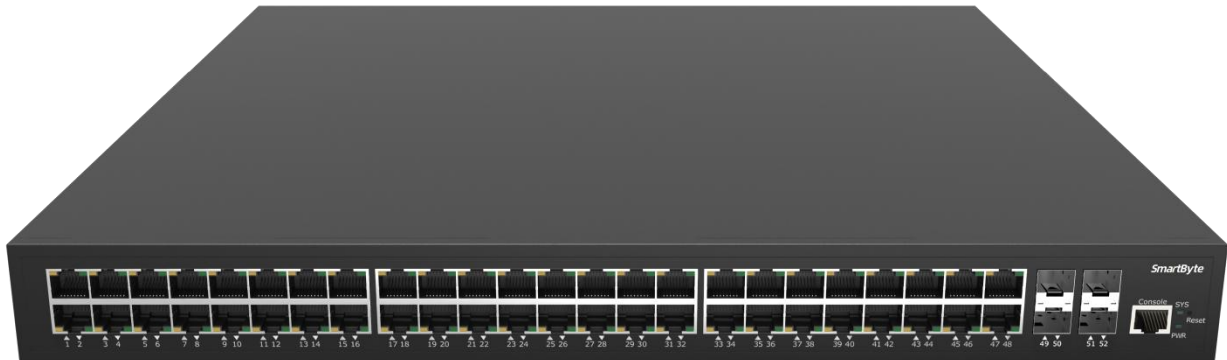 SmartByte
Console SYS
Reset
PWR
1 2 3 4 5 6 7 8 9 10 11 12 13 14 15 16 17 18 19 20 21 22 23 24 25 26 27 28 29 30 31 32 33 34 35 36 37 38 39 40 41 42 43 44 45 46 47 48 49 50 51 52